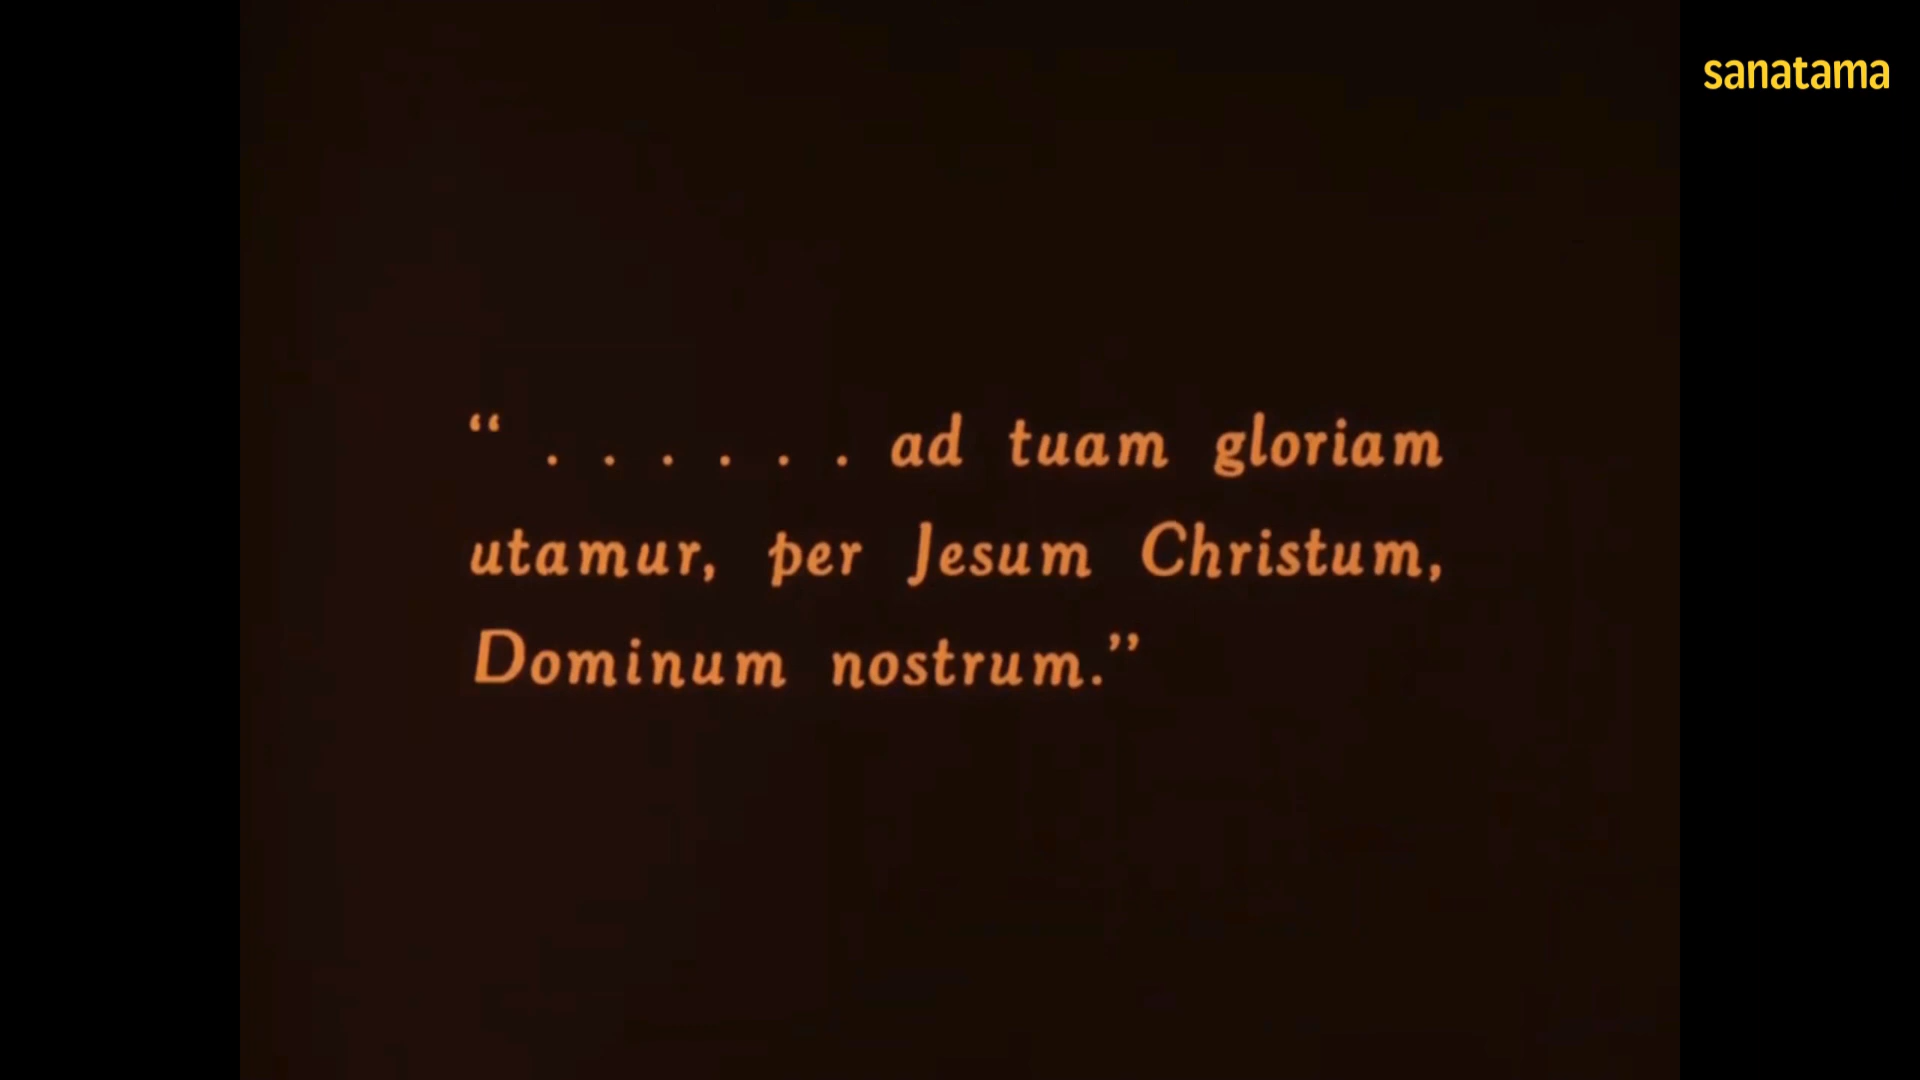 sanatama
“ . . . . . . ad tuam gloriam
utamur, per Jesum Christum,
Dominum nostrum.”